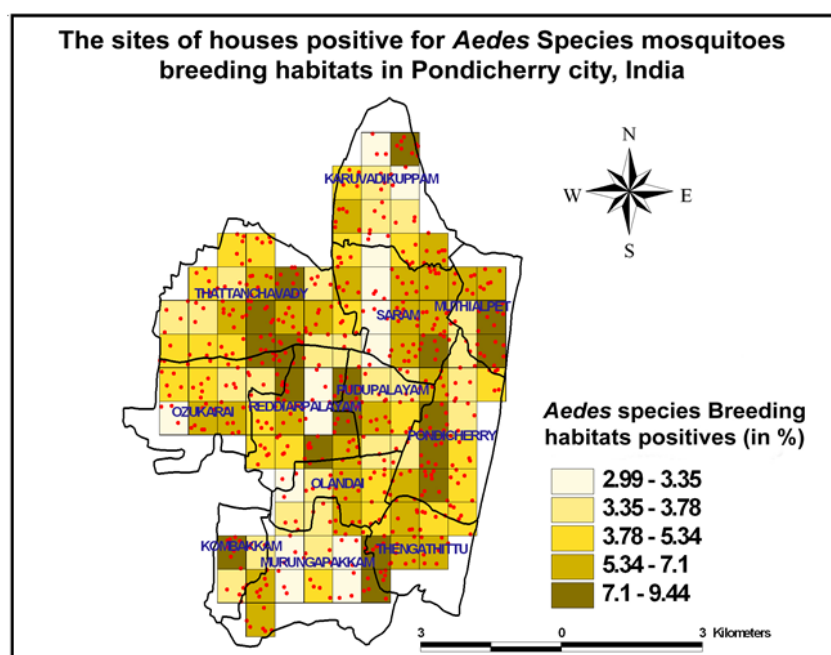 The sites of houses positive for Aedes Species mosquitoes
breeding habitats in Pondicherry city, India
N
W
E
S
KARUVADIKUPPAM
THATTANCHAVADY
MUTHIALPET
SARAM
PUDUPALAYAM
OZUKARAI
REDDIARPALAYAM
PONDICHERRY
OLANDAI
KOMBAKKAM
MURUNGAPAKKAM
THENGATHITTU
Aedes species Breeding
habitats positives (in %)
2.99 - 3.35
3.35 - 3.78
3.78 - 5.34
5.34 - 7.1
7.1 - 9.44
3 0 3 Kilometers